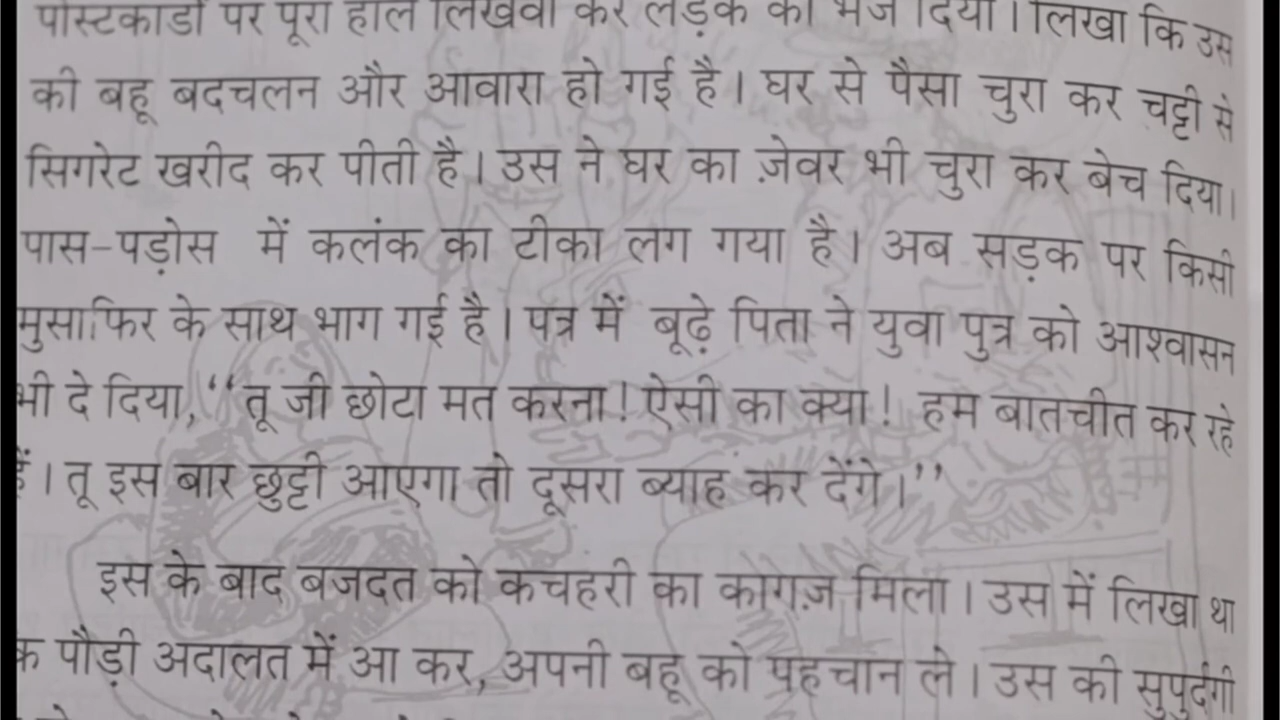 पोस्टकार्डों पर पूरा हाल लिखवा कर लड़के को भेज दिया। लिखा कि उस
की बहू बदचलन और आवारा हो गई है। घर से पैसा चुरा कर चट्टी से
सिगरेट खरीद कर पीती है। उस ने घर का ज़ेवर भी चुरा कर बेच दिया।
पास-पड़ोस में कलंक का टीका लग गया है। अब सड़क पर किसी
मुसाफिर के साथ भाग गई है। पत्र में बूढ़े पिता ने युवा पुत्र को आश्वासन
भी दे दिया, “तू जी छोटा मत करना! ऐसी का क्या! हम बातचीत कर रहे
हैं। तू इस बार छुट्टी आएगा तो दूसरा ब्याह कर देंगे।”
इस के बाद बजदत को कचहरी का कागज़ मिला। उस में लिखा था
पौड़ी अदालत में आ कर, अपनी बहू को पहचान ले। उस की सुपुर्दगी